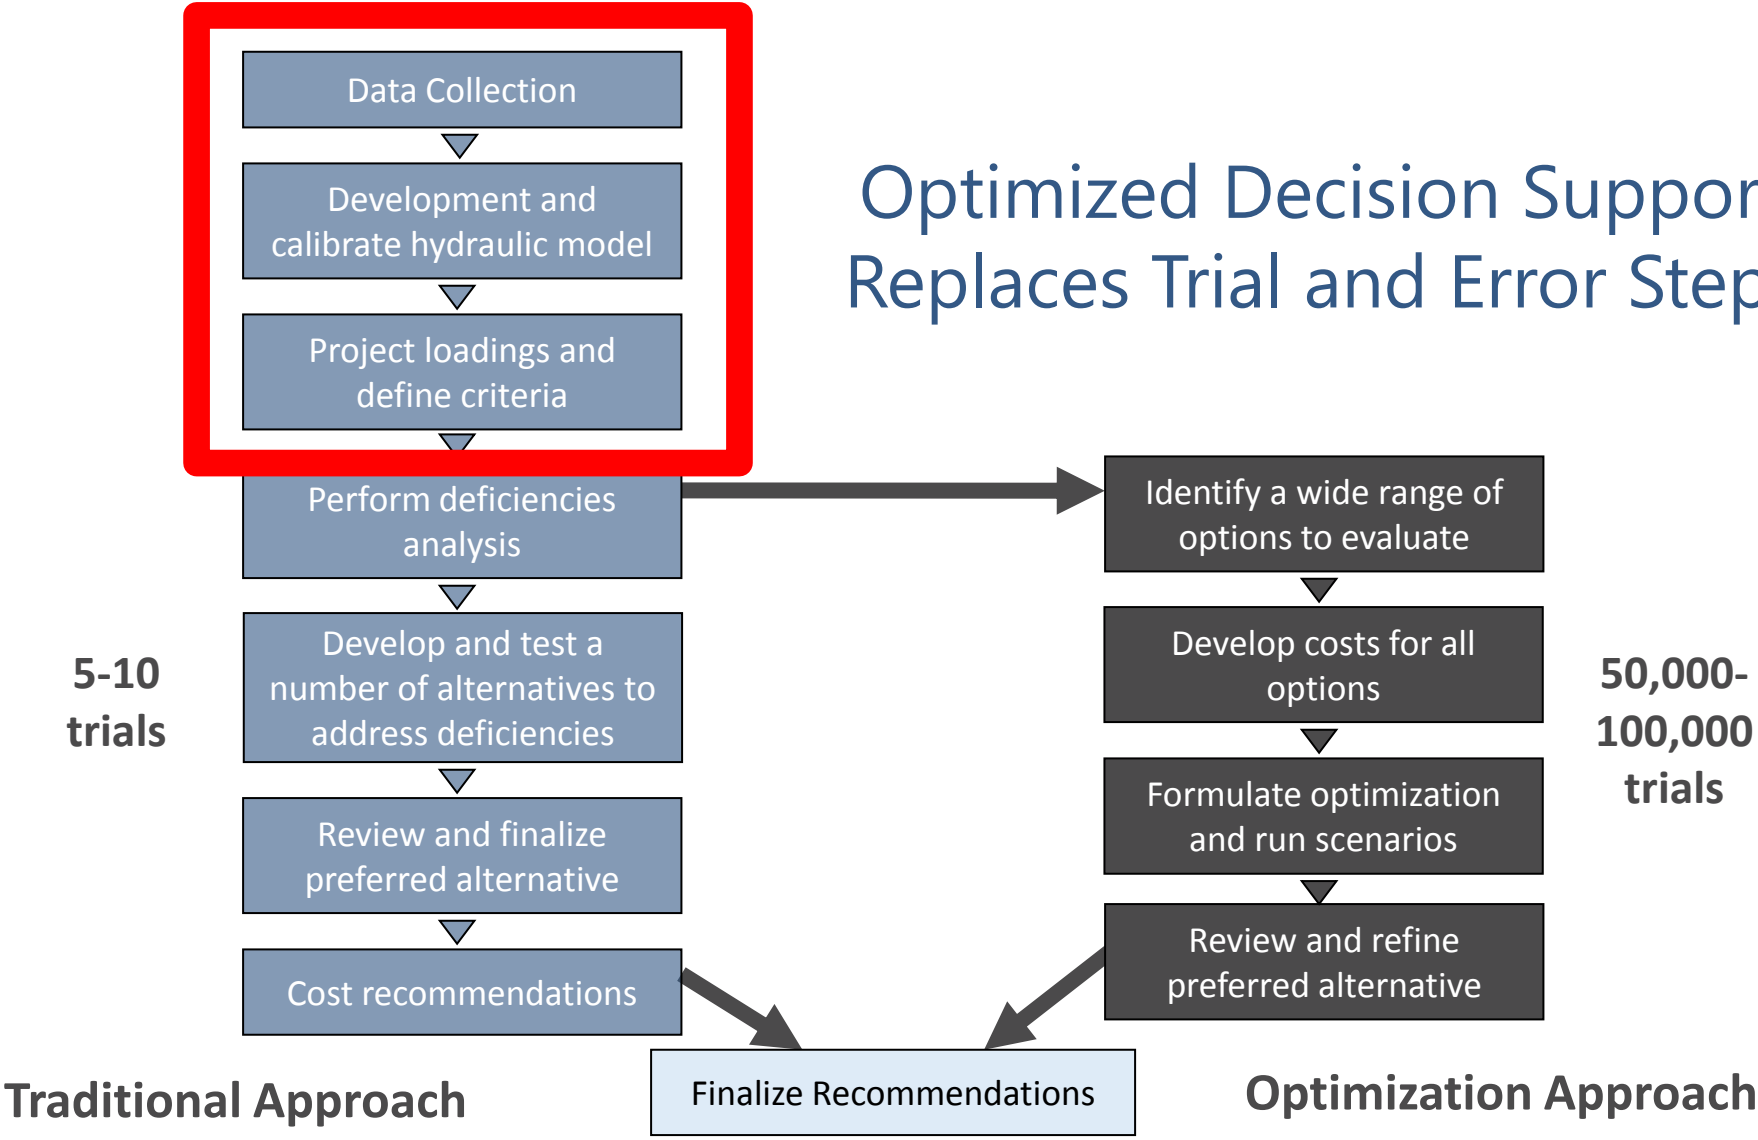 Data Collection
Development and
calibrate hydraulic model
Project loadings and
define criteria
Optimized Decision Suppor
Replaces Trial and Error Step
Perform deficiencies
analysis
Develop and test a
number of alternatives to
address deficiencies
Review and finalize
preferred alternative
Cost recommendations
5-10
trials
Identify a wide range of
options to evaluate
Develop costs for all
options
Formulate optimization
and run scenarios
Review and refine
preferred alternative
50,000-
100,000
trials
Traditional Approach
Finalize Recommendations
Optimization Approach